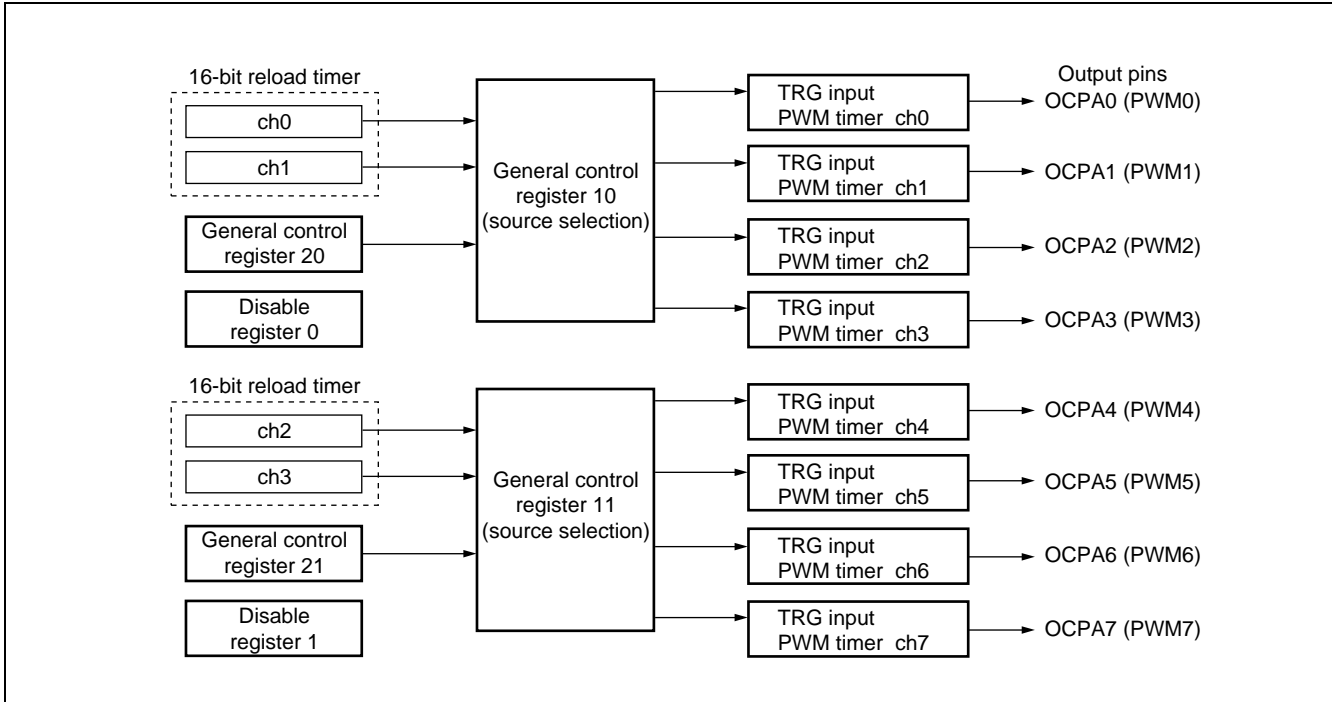 16-bit reload timer
ch0
ch1
General control
register 20
Disable
register 0
General control
register 10
(source selection)
TRG input
PWM timer ch0
TRG input
PWM timer ch1
TRG input
PWM timer ch2
TRG input
PWM timer ch3
Output pins
OCPA0 (PWM0)
OCPA1 (PWM1)
OCPA2 (PWM2)
OCPA3 (PWM3)
16-bit reload timer
ch2
ch3
General control
register 21
Disable
register 1
General control
register 11
(source selection)
TRG input
PWM timer ch4
TRG input
PWM timer ch5
TRG input
PWM timer ch6
TRG input
PWM timer ch7
OCPA4 (PWM4)
OCPA5 (PWM5)
OCPA6 (PWM6)
OCPA7 (PWM7)